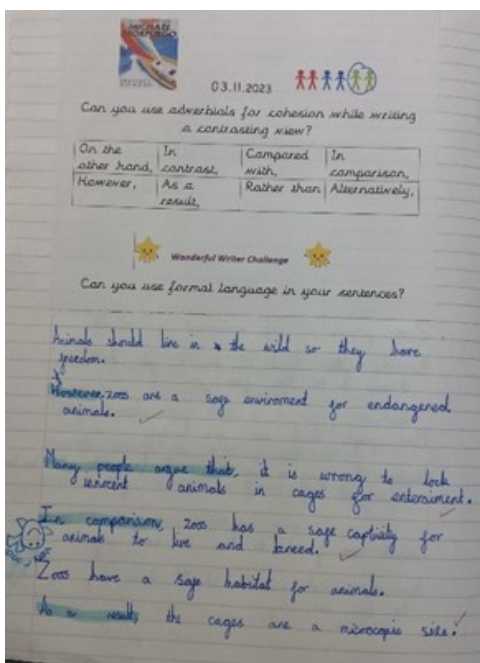 MICHAEL
MORPURGO
03.11.2023
Can you use adverbials for cohesion while writing
a contrasting view?
On the other hand, In contrast, Compared with, In comparison,
However, As a result, Rather than Alternatively,
Wonderful Writer Challenge
Can you use formal language in your sentences?
Animals should live in the wild so they have
freedom.
However, zoos are a safe enviroment for endangered
animals.
Many people argue that, it is wrong to lock
innocent animals in cages for
In comparison, zoos has a safe captivity for
animals to live and breed.
Zoos have a safe habitat for animals.
As a result, the cages are a microcopic size.